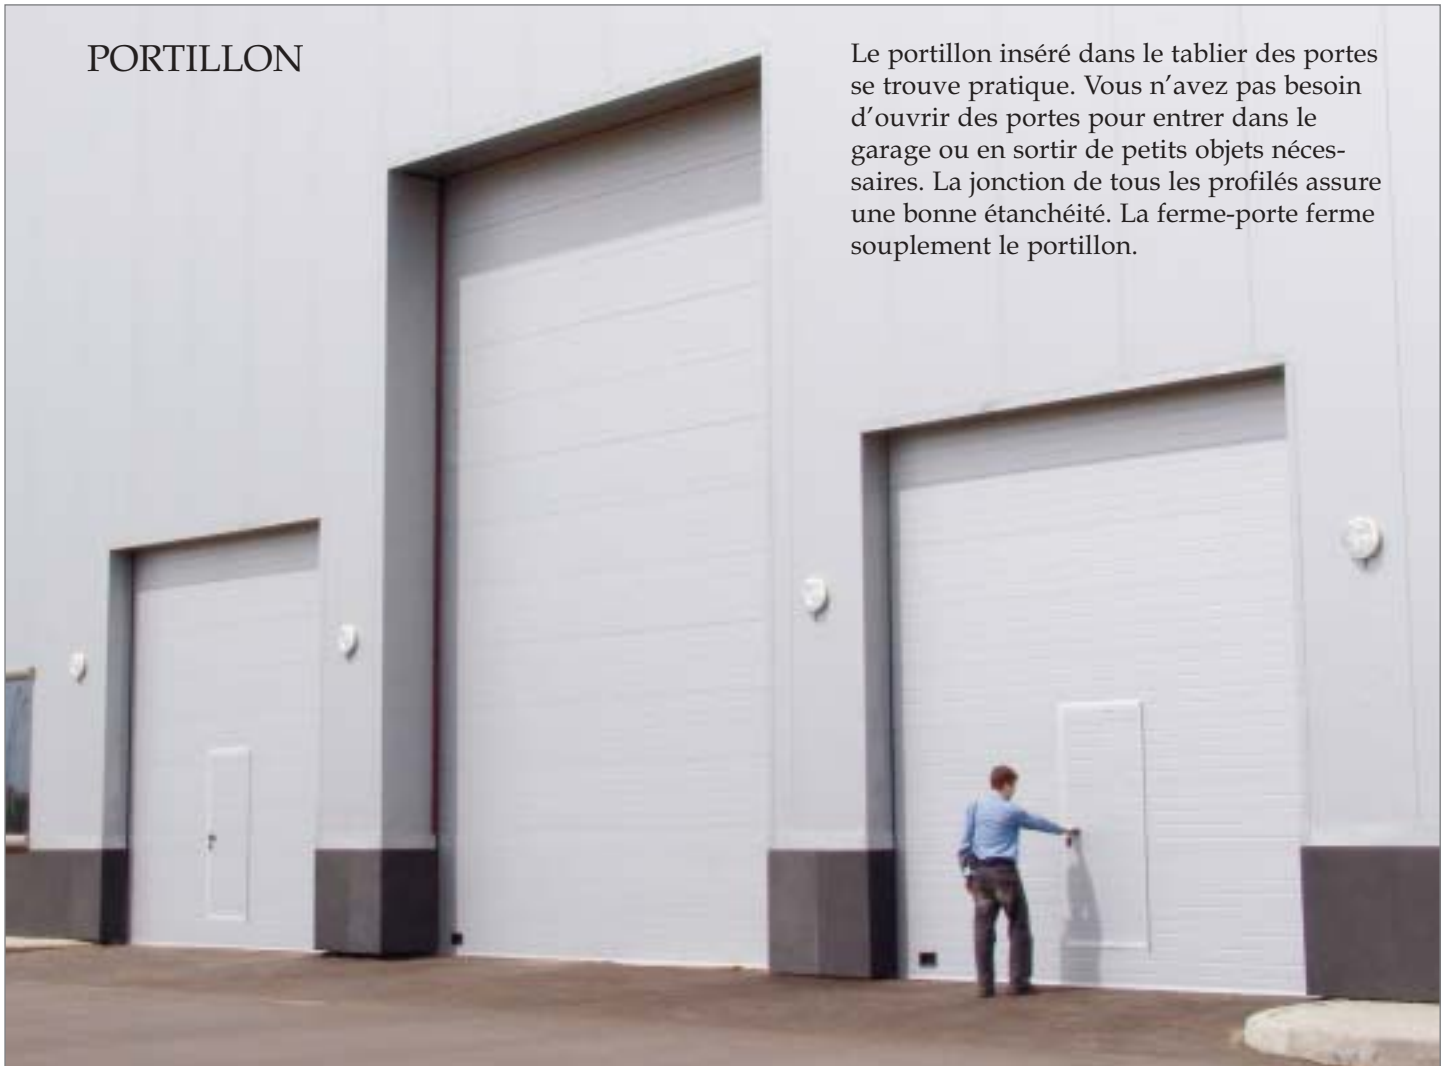 PORTILLON
Le portillon inséré dans le tablier des portes
se trouve pratique. Vous n’avez pas besoin
d’ouvrir des portes pour entrer dans le
garage ou en sortir de petits objets néces-
saires. La jonction de tous les profilés assure
une bonne étanchéité. La ferme-porte ferme
souplement le portillon.